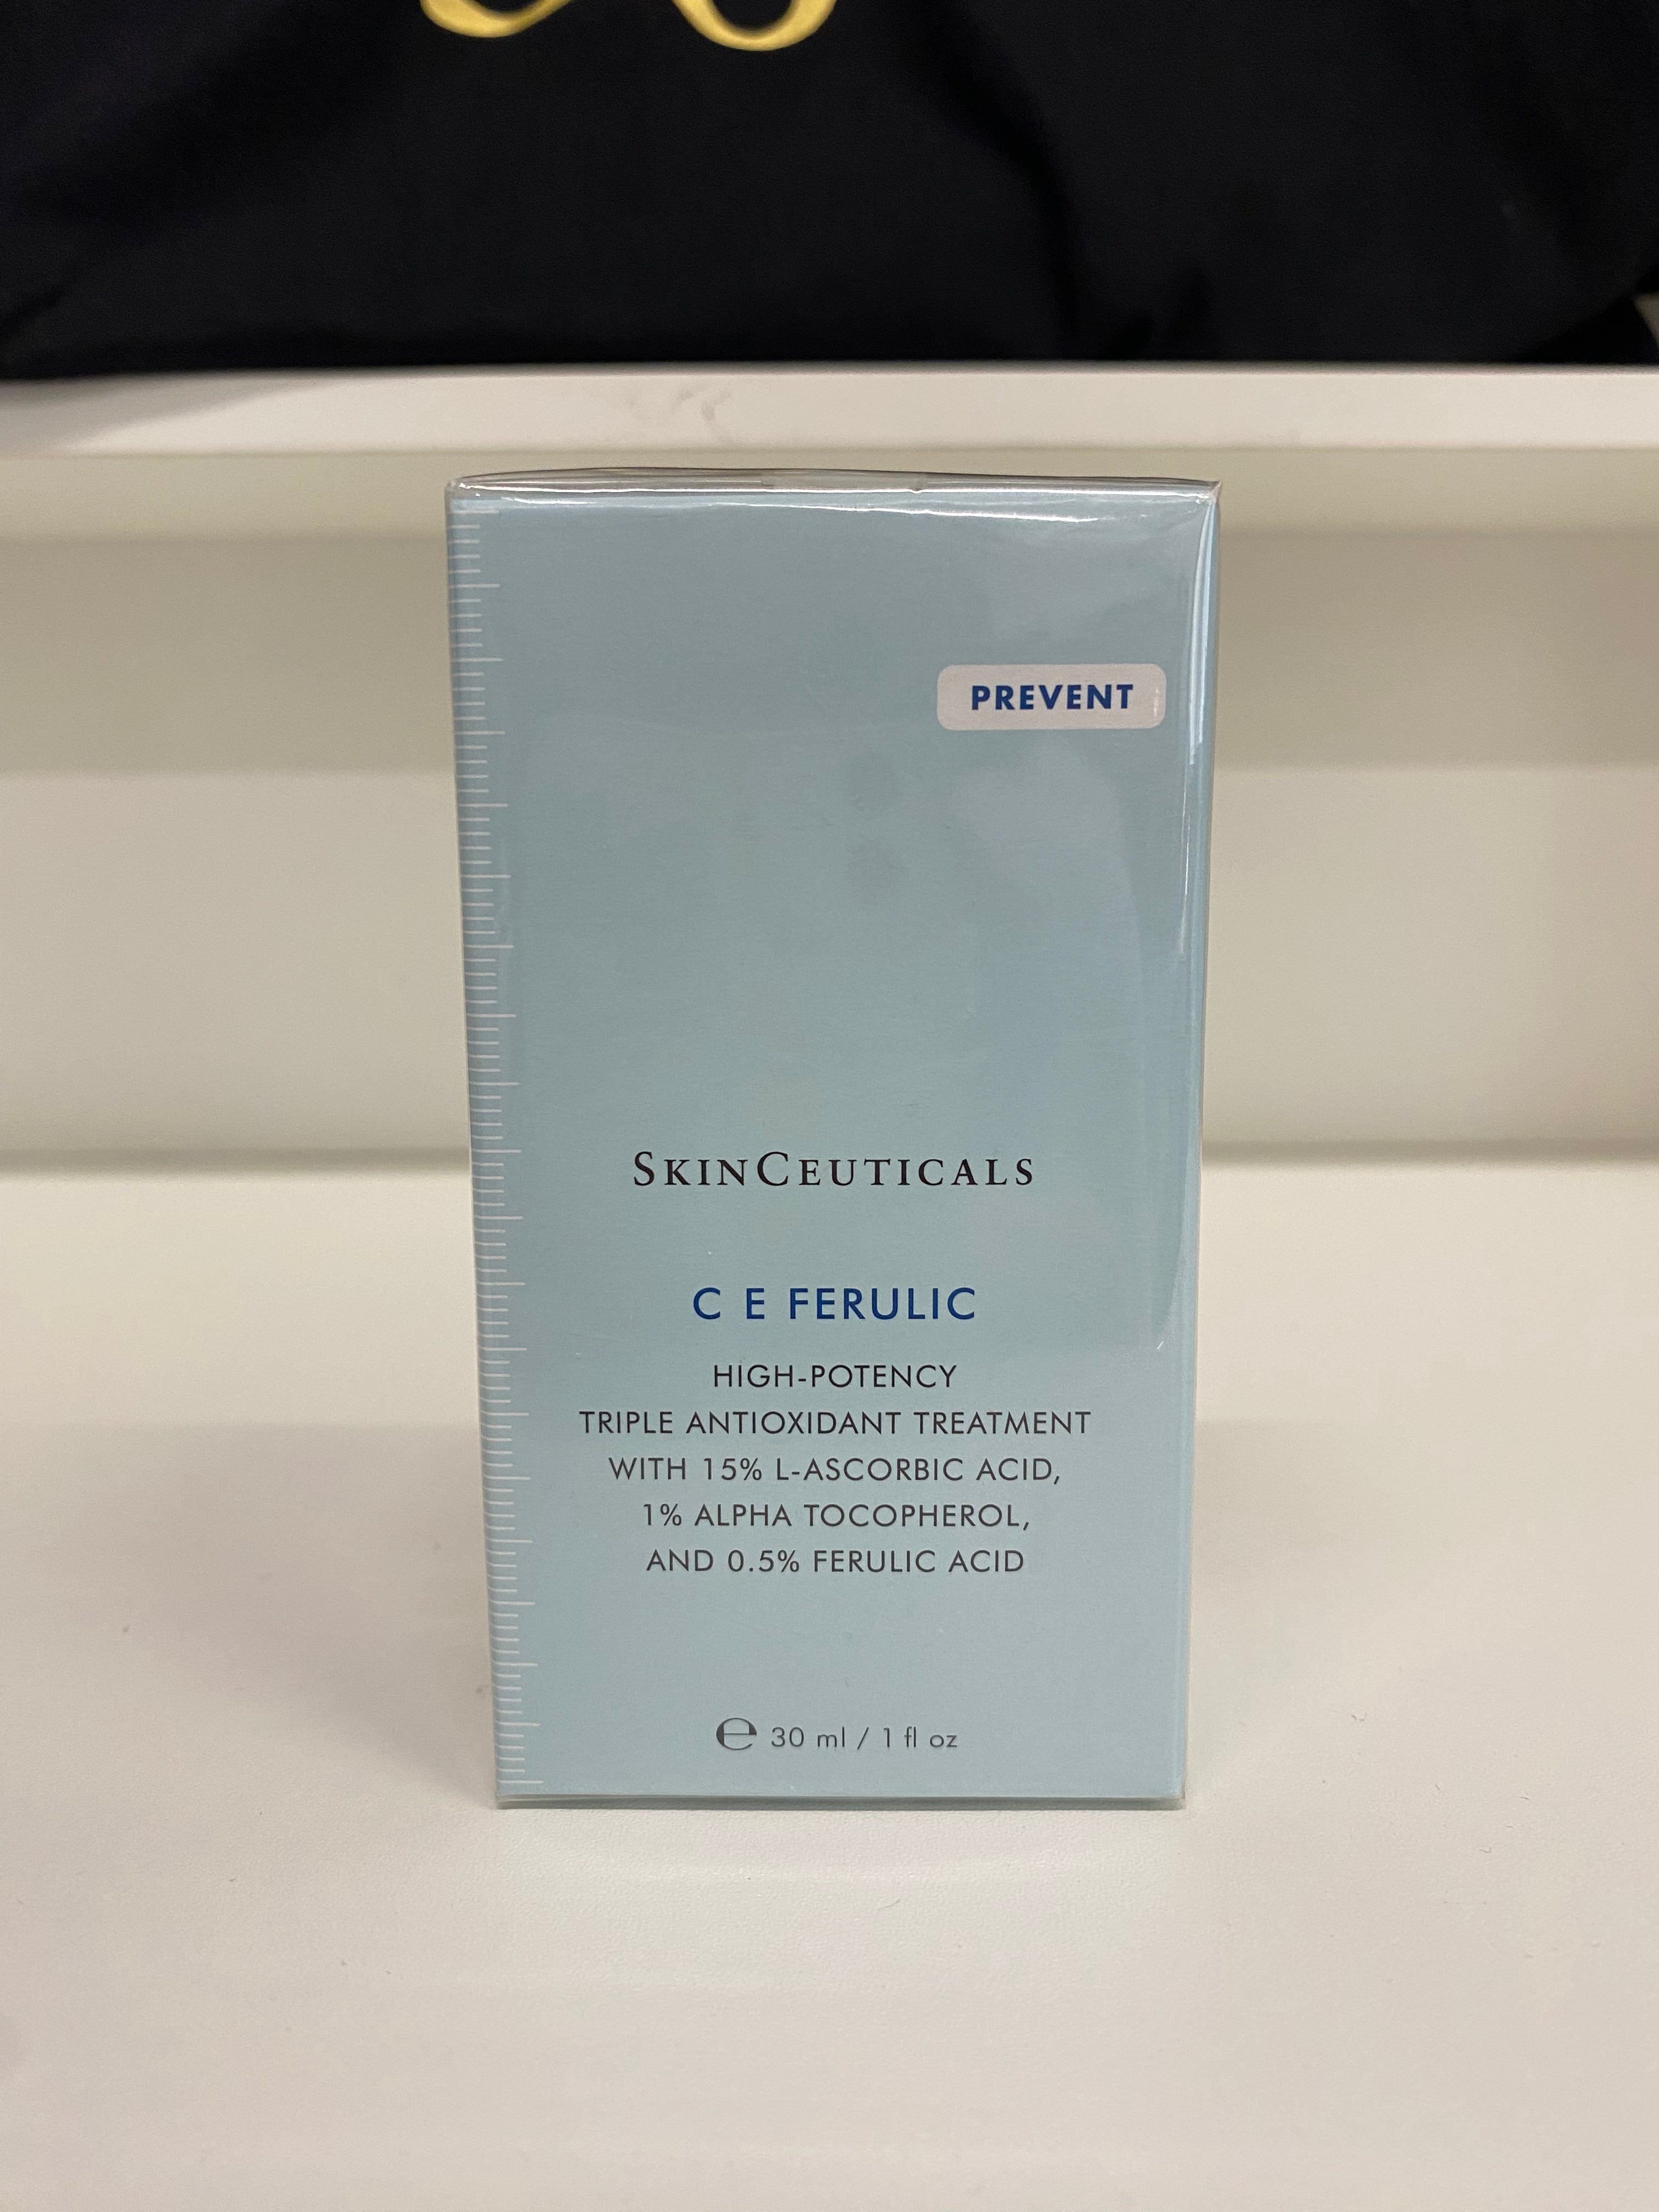 PREVENT
SKINCEUTICALS
C E FERULIC
HIGH-POTENCY
TRIPLE ANTIOXIDANT TREATMENT
WITH 15% L-ASCORBIC ACID,
1% ALPHA TOCOPHEROL,
AND 0.5% FERULIC ACID
℮ 30 ml / 1 fl oz